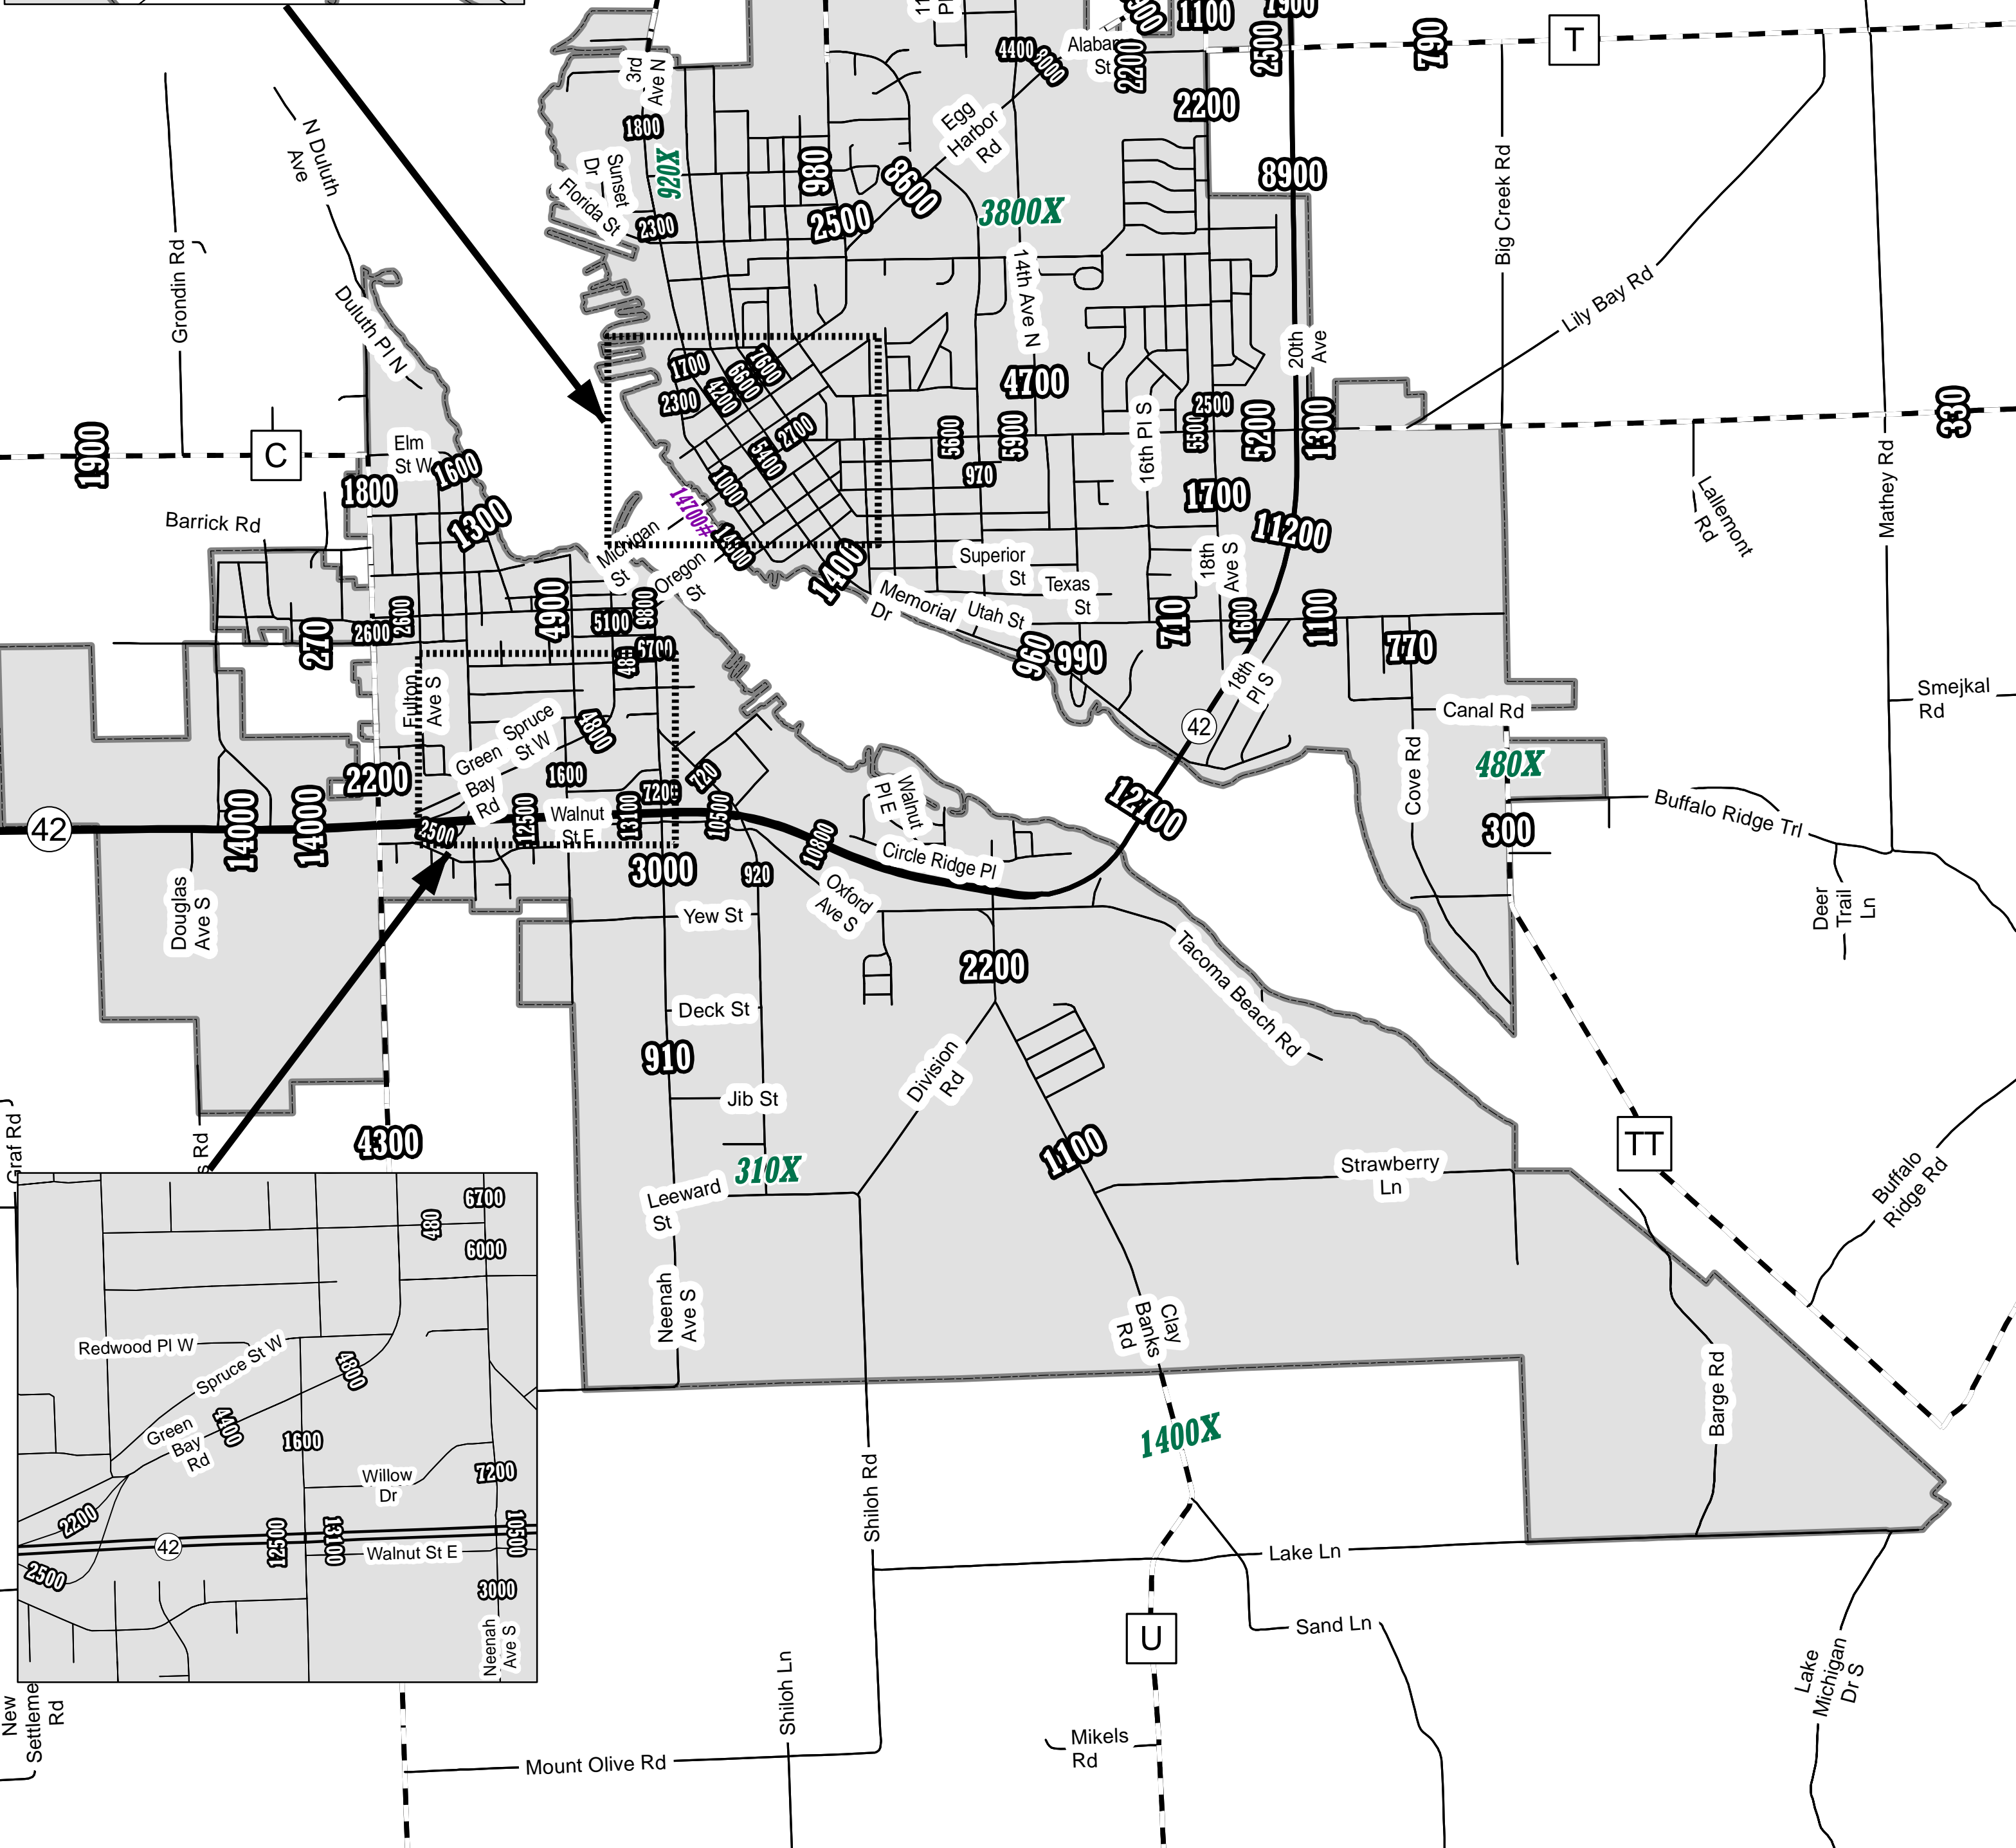 1100
7900
4400
3000
Alabam
St
2200
2500
790
T
3rd
Ave N
1800
920X
Sunset
Dr
Florida St
2300
980
2500
8600
Egg
Harbor
Rd
3800X
2200
8900
Big Creek Rd
Lily Bay Rd
N Duluth
Ave
Grondin Rd
Duluth Pl N
14th Ave N
20th
Ave
1700
2300
4200
6600
7600
2700
5400
1000
14700#
4700
5600
5900
970
16th Pl S
2500
5500
5200
1300
330
Mathey Rd
Lallemont
Rd
1900
C
Elm
St W
1600
1800
1300
Barrick Rd
Michigan
St
Oregon
St
1400
1700
11200
Superior
St
Texas
St
18th
Ave S
Memorial
Dr
Utah St
960
990
710
1600
1100
770
270
2600
2600
4900
5100
9800
6700
Fulton
Ave S
Spruce
St W
Green
Bay
Rd
4800
1600
720
7200
2200
18th
Pl S
42
Canal Rd
Smejkal
Rd
480X
Cove Rd
Buffalo Ridge Trl
300
Deer
Trail
Ln
42
14000
14000
2500
12500
Walnut
St E
13100
10500
10800
Walnut
Pl E
Circle Ridge Pl
12700
3000
920
Douglas
Ave S
Yew St
Oxford
Ave S
2200
Tacoma Beach Rd
Deck St
910
Division
Rd
Jib St
1100
TT
4300
Graf Rd
s Rd
310X
Leeward
St
Strawberry
Ln
Buffalo
Ridge Rd
Neenah
Ave S
Clay
Banks
Rd
Barge Rd
6700
480
6000
Redwood Pl W
Spruce St W
4800
Green
Bay
Rd
4400
1600
Willow
Dr
7200
2200
42
12500
13100
10500
Walnut St E
2500
3000
Neenah
Ave S
1400X
Shiloh Rd
Lake Ln
Sand Ln
U
Lake
Michigan
Dr S
New
Settleme
Rd
Shiloh Ln
Mount Olive Rd
Mikels
Rd